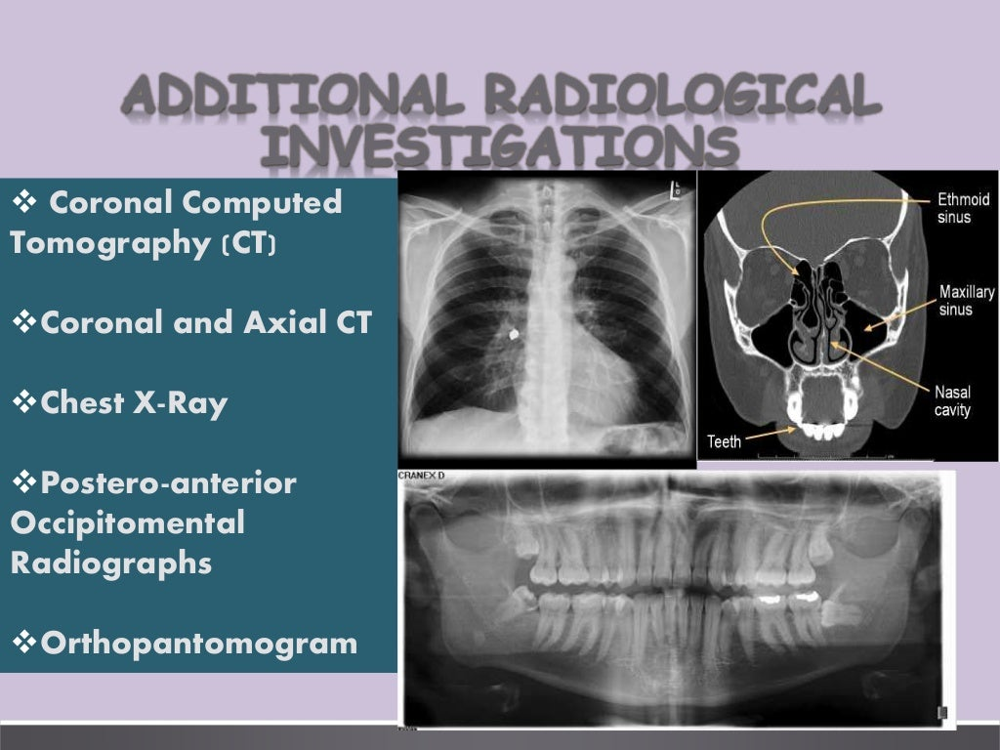 ADDITIONAL RADIOLOGICAL
INVESTIGATIONS
❖ Coronal Computed
Tomography (CT)
❖Coronal and Axial CT
❖Chest X-Ray
❖Postero-anterior
Occipitomental
Radiographs
❖Orthopantomogram
L
Ethmoid
sinus
Maxillary
sinus
Nasal
cavity
Teeth
CRANEX D